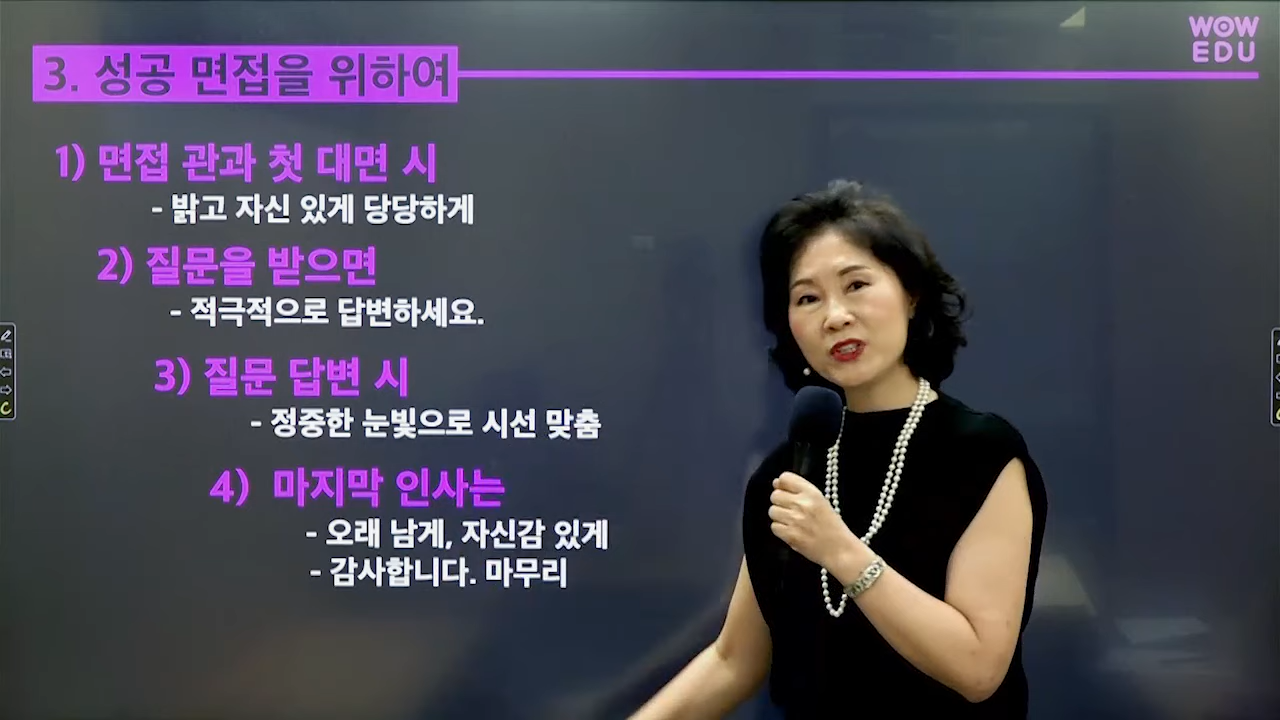 WOW
EDU
3. 성공 면접을 위하여
1) 면접 관과 첫 대면 시
- 밝고 자신 있게 당당하게
2) 질문을 받으면
- 적극적으로 답변하세요.
3) 질문 답변 시
- 정중한 눈빛으로 시선 맞춤
4) 마지막 인사는
- 오래 남게, 자신감 있게
- 감사합니다. 마무리